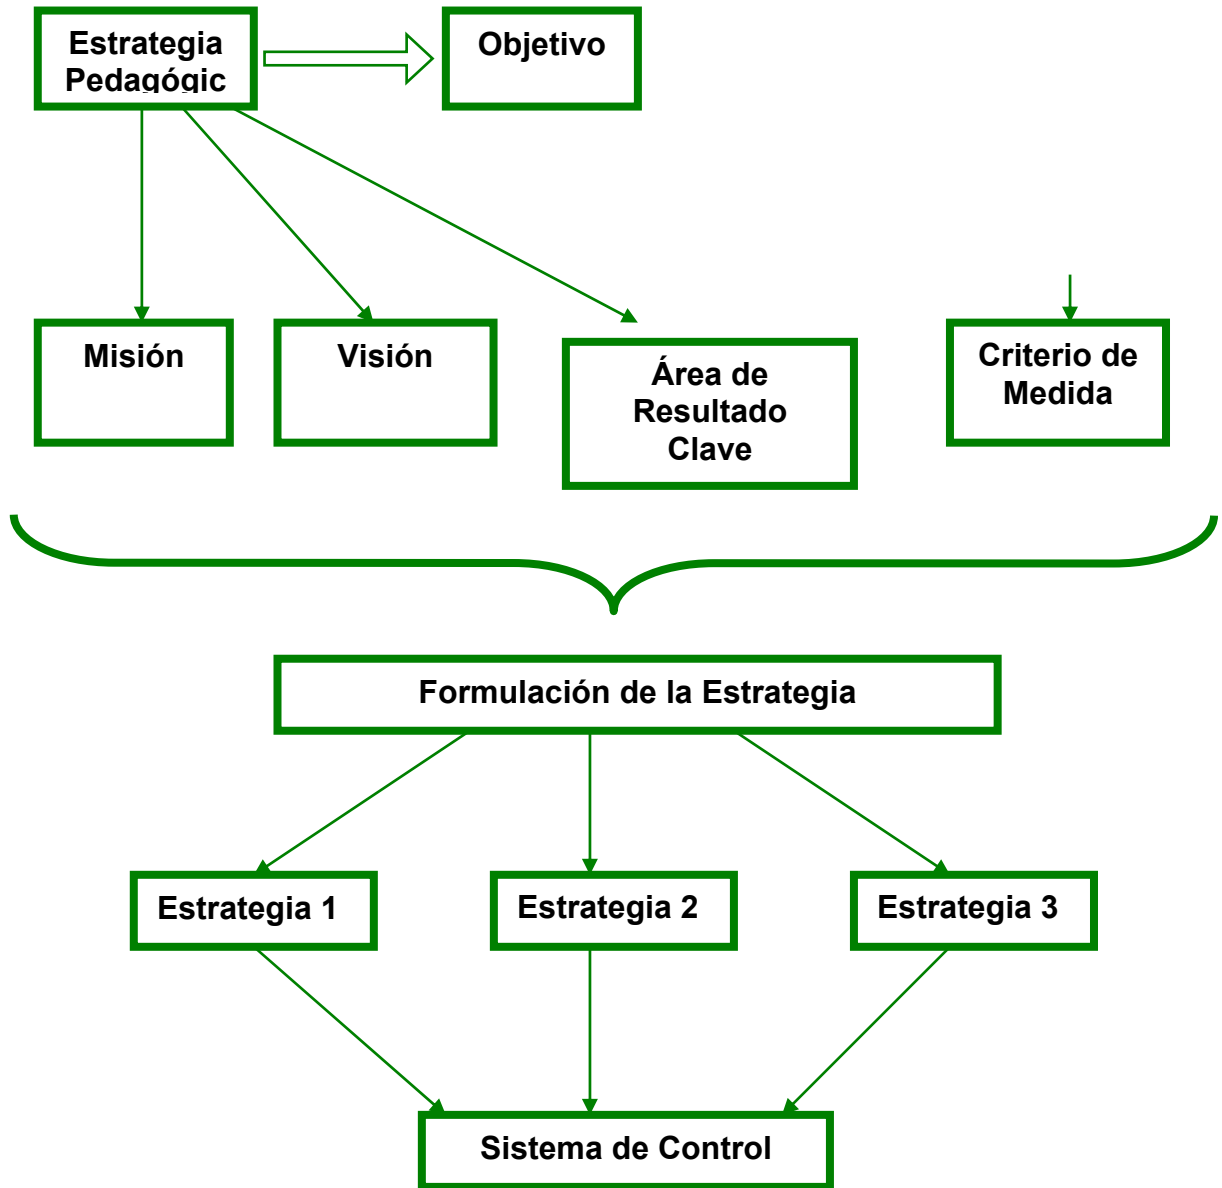 Estrategia
Pedagógic
Objetivo
Misión
Visión
Área de
Resultado
Clave
Criterio de
Medida
Formulación de la Estrategia
Estrategia 1
Estrategia 2
Estrategia 3
Sistema de Control